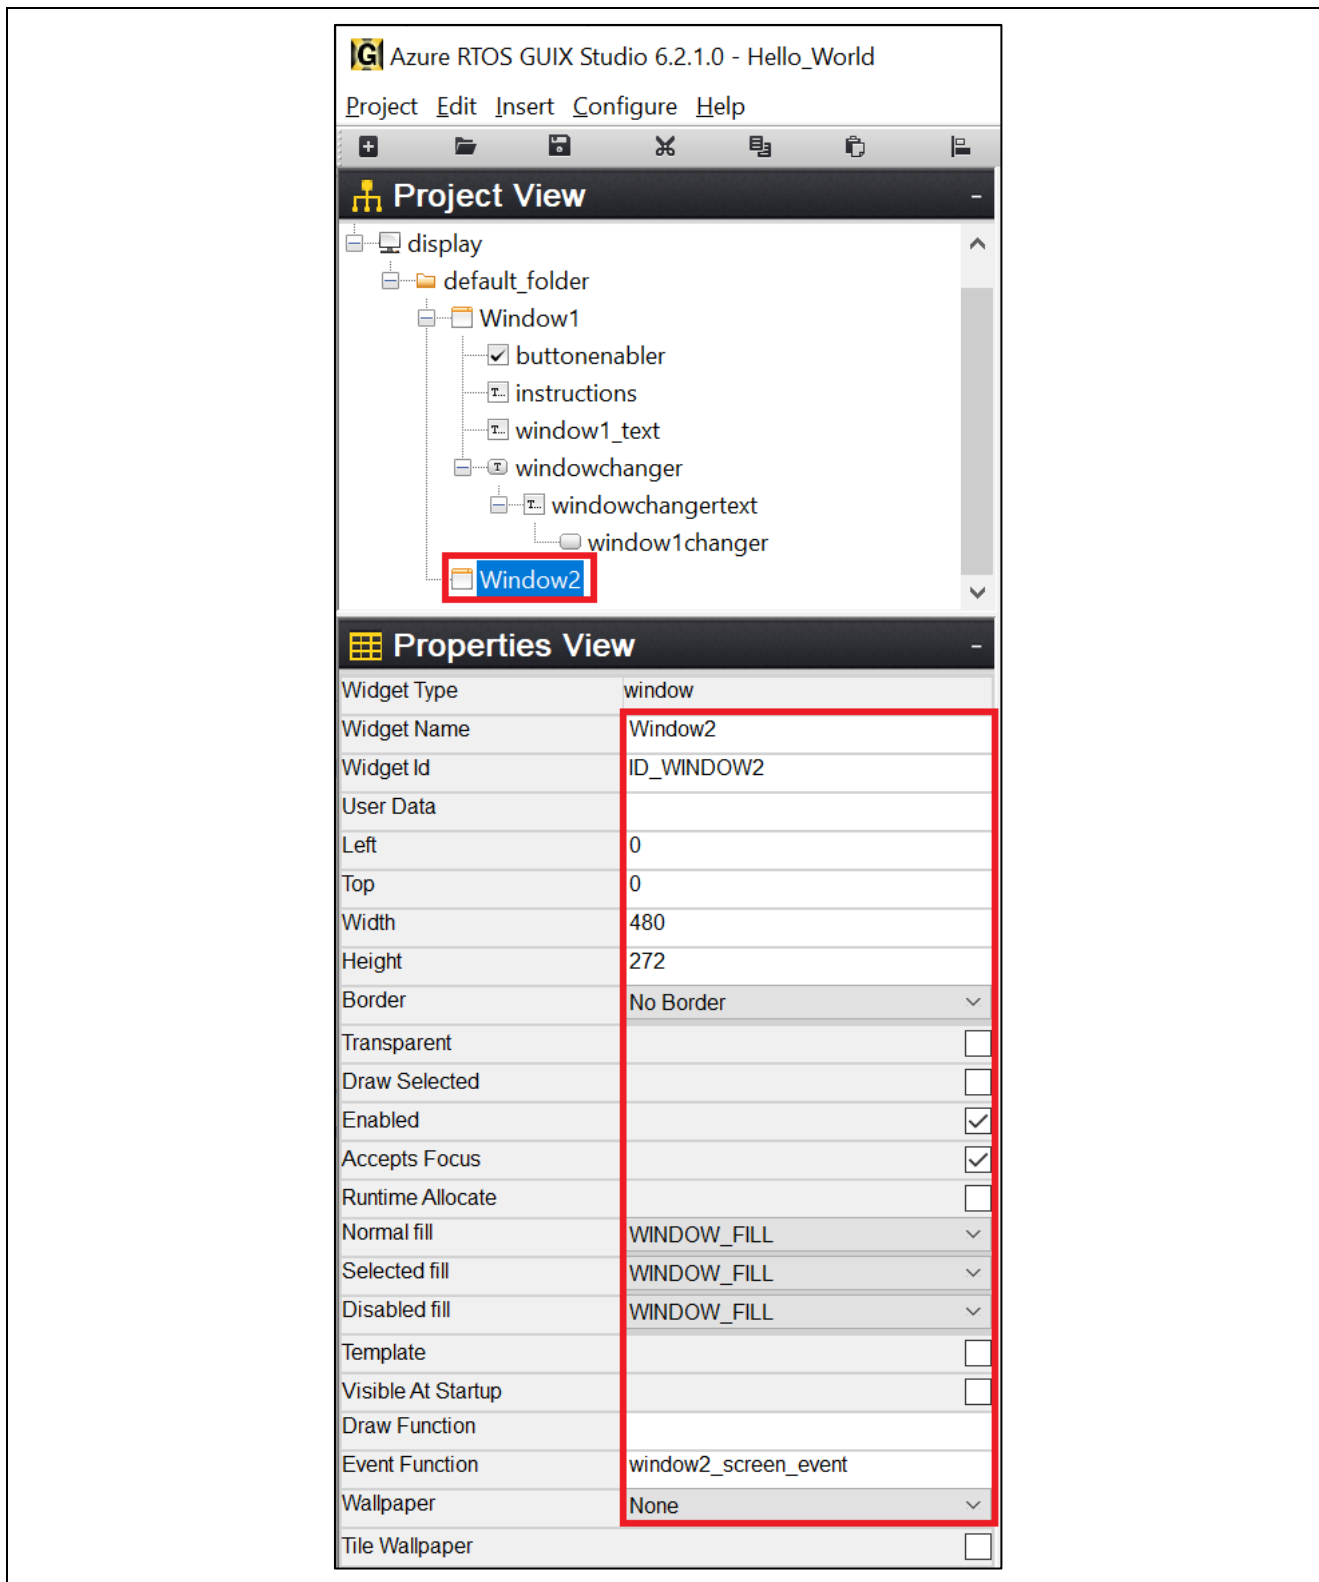 Azure RTOS GUIX Studio 6.2.1.0 - Hello_World
Project Edit Insert Configure Help
Project View
display
default_folder
Window1
buttonenabler
T... instructions
T... window1_text
T windowchanger
T... windowchangertext
window1changer
Window2
Properties View
Widget Type window
Widget Name Window2
Widget Id ID_WINDOW2
User Data
Left 0
Top 0
Width 480
Height 272
Border No Border
Transparent
Draw Selected
Enabled
Accepts Focus
Runtime Allocate
Normal fill WINDOW_FILL
Selected fill WINDOW_FILL
Disabled fill WINDOW_FILL
Template
Visible At Startup
Draw Function
Event Function window2_screen_event
Wallpaper None
Tile Wallpaper